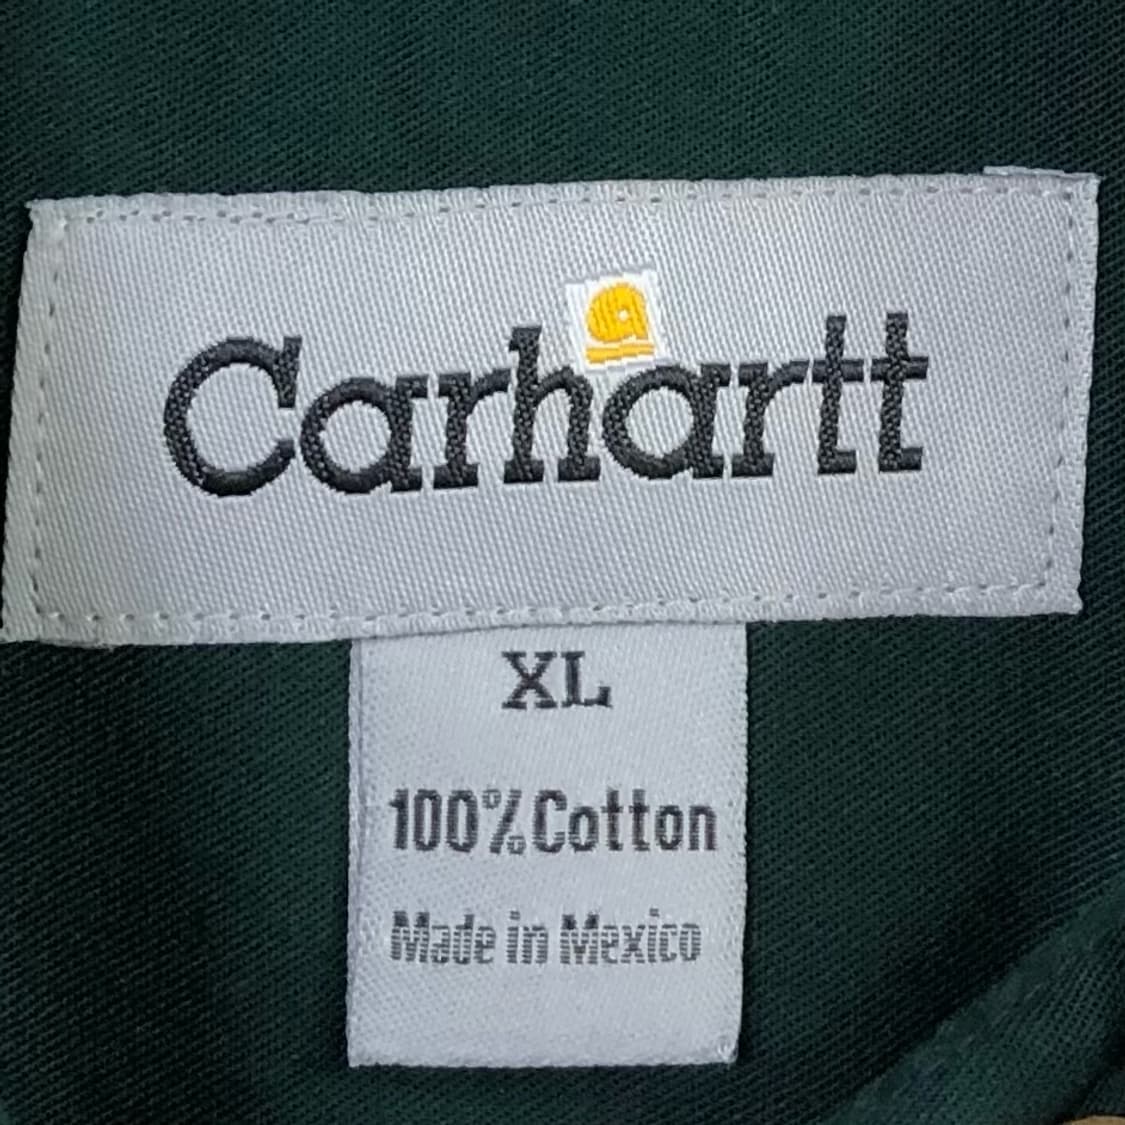 Carhartt
XL
100% Cotton
Made in Mexico